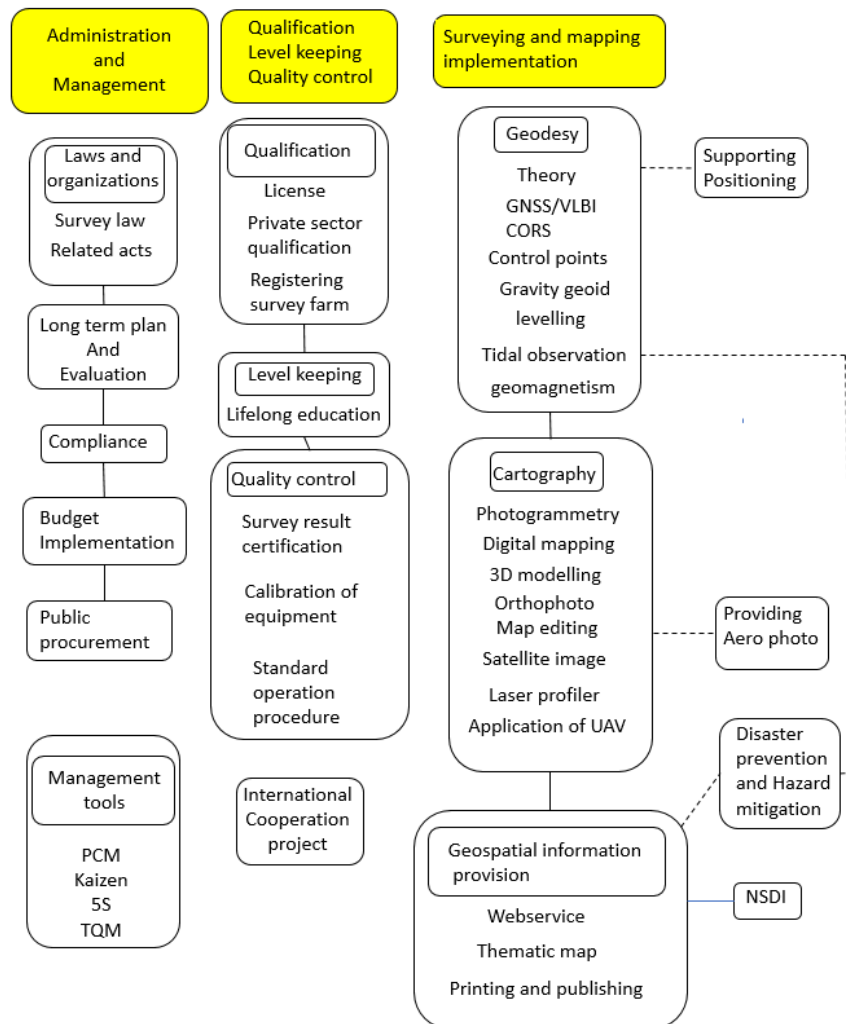 Administration
and
Management
Laws and
organizations
Survey law
Related acts
Long term plan
And
Evaluation
Compliance
Budget
Implementation
Public
procurement
Management
tools
PCM
Kaizen
5S
TQM
Qualification
Level keeping
Quality control
Qualification
License
Private sector
qualification
Registering
survey farm
Level keeping
Lifelong education
Quality control
Survey result
certification
Calibration of
equipment
Standard
operation
procedure
International
Cooperation
project
Surveying and mapping
implementation
Geodesy
Theory
GNSS/VLBI
CORS
Control points
Gravity geoid
levelling
Tidal observation
geomagnetism
Cartography
Photogrammetry
Digital mapping
3D modelling
Orthophoto
Map editing
Satellite image
Laser profiler
Application of UAV
Geospatial information
provision
Webservice
Thematic map
Printing and publishing
Supporting
Positioning
Providing
Aero photo
Disaster
prevention
and Hazard
mitigation
NSDI